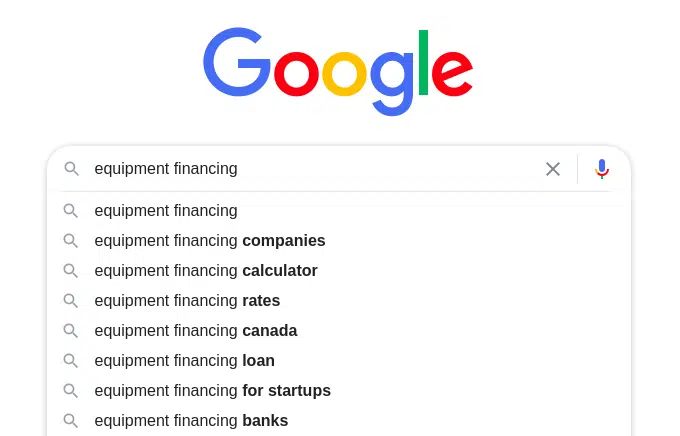 Google
equipment financing
equipment financing
equipment financing companies
equipment financing calculator
equipment financing rates
equipment financing canada
equipment financing loan
equipment financing for startups
equipment financing banks